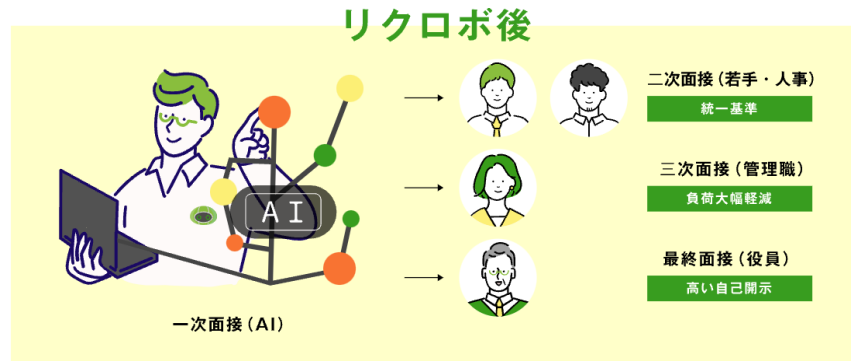 リクロボ後
AI
一次面接（AI）
二次面接（若手・人事）
統一基準
三次面接（管理職）
負荷大幅軽減
最終面接（役員）
高い自己開示